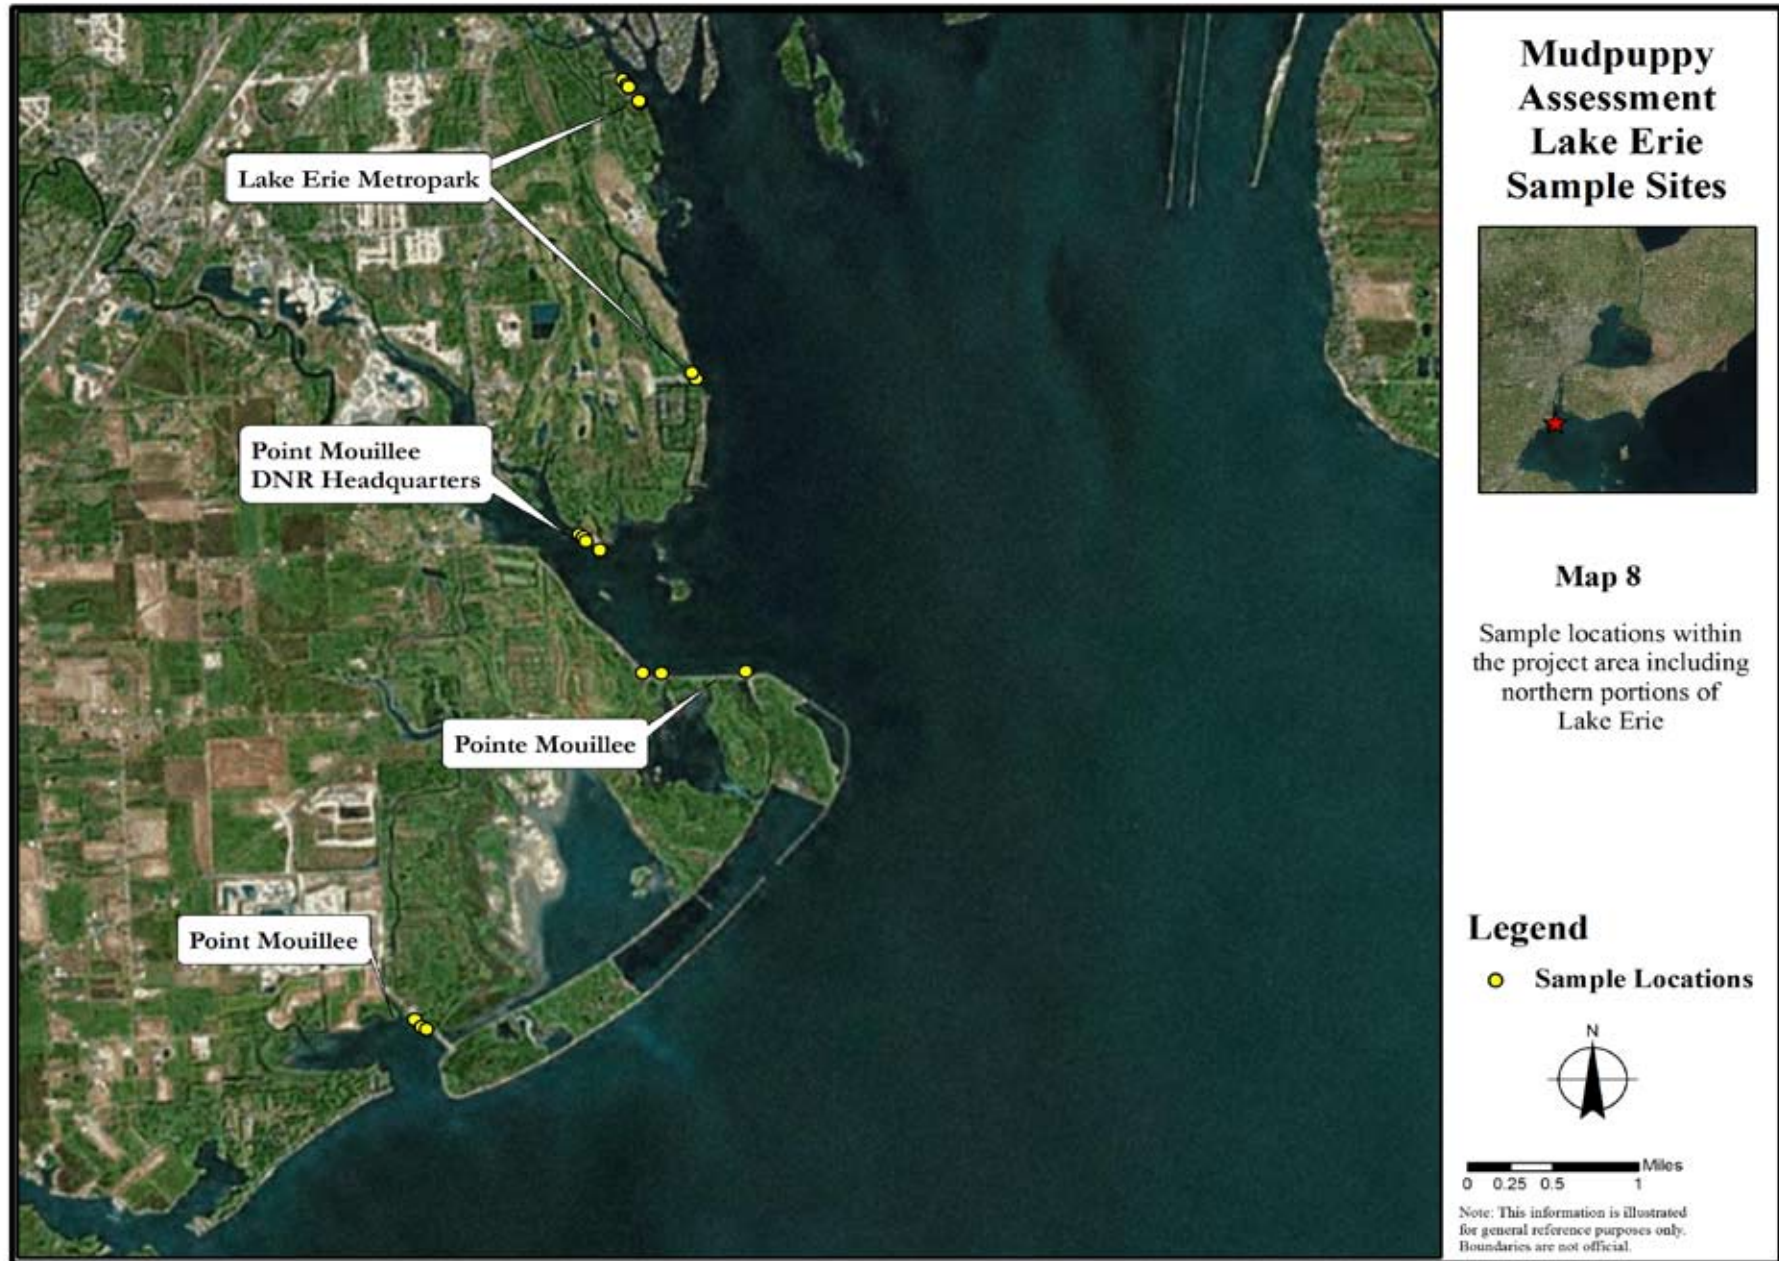 Mudpuppy
Assessment
Lake Erie
Sample Sites
Lake Erie Metropark
Point Mouillee
DNR Headquarters
Pointe Mouillee
Point Mouillee
Map 8
Sample locations within
the project area including
northern portions of
Lake Erie
Legend
Sample Locations
N
Miles
0 0.25 0.5 1
Note: This information is illustrated
for general reference purposes only.
Boundaries are not official.